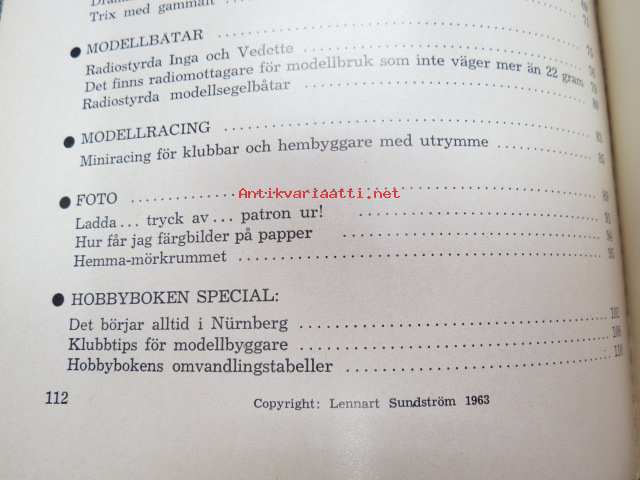 Trix med gammalt
71
● MODELLBÅTAR
Radiostyrda Inga och Vedette
Det finns radiomottagare för modellbruk som inte väger mer än 22 gram
Radiostyrda modellsegelbåtar
● MODELLRACING
Miniracing för klubbar och hembyggare med utrymme
● FOTO
Ladda... tryck av... patron ur!
Hur får jag färgbilder på papper
Hemma-mörkrummet
● HOBBYBOKEN SPECIAL:
Det börjar alltid i Nürnberg
Klubbtips för modellbyggare
Hobbybokens omvandlingstabeller
112
Copyright: Lennart Sundström 1963
Antikvariaatti.net